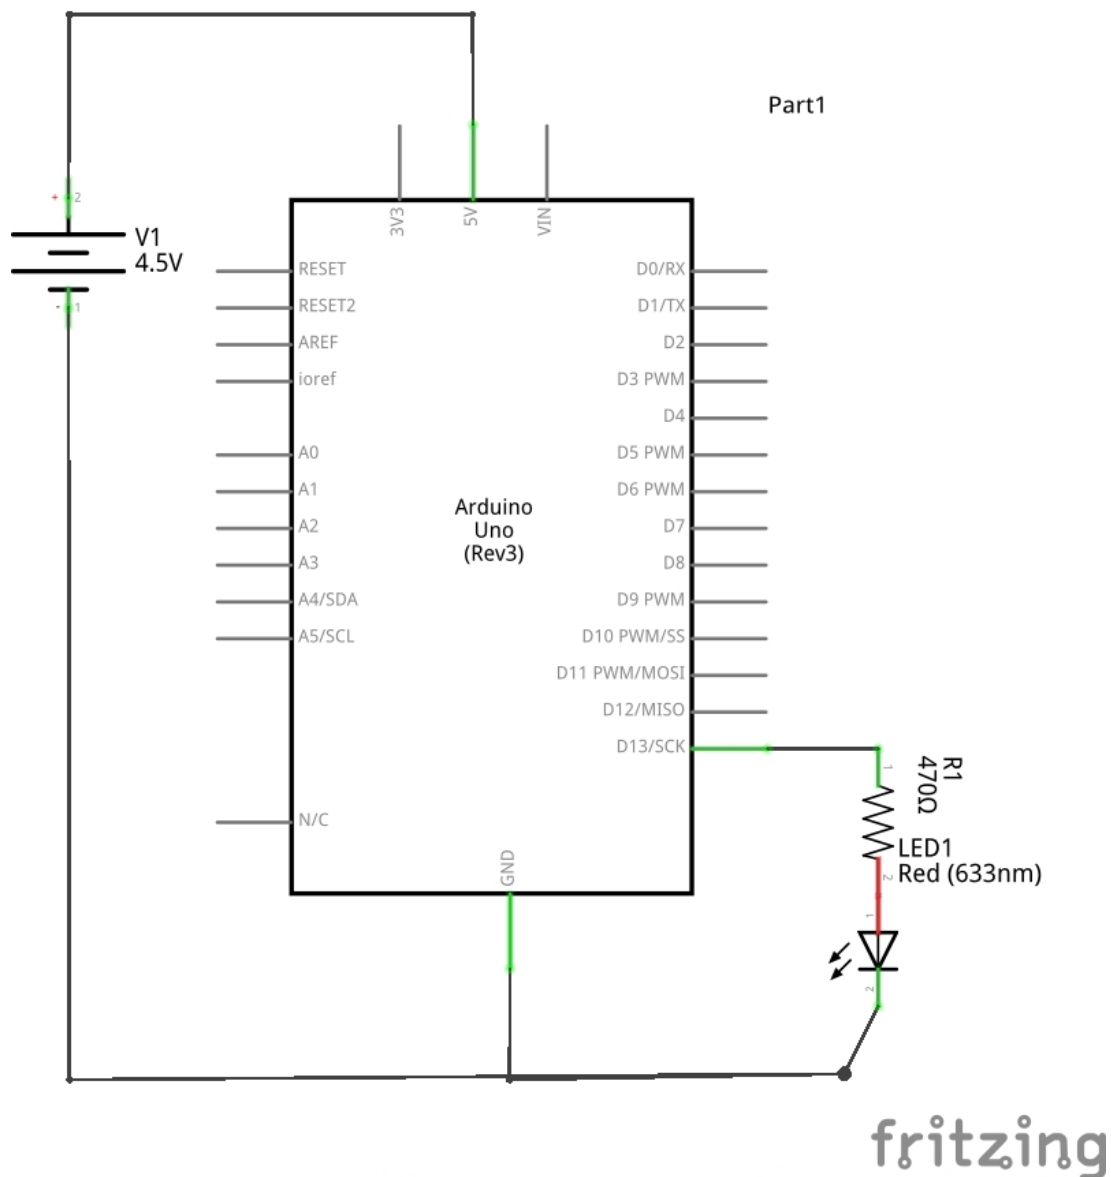 Part1
+ 2
V1
4.5V
- 1
3V3
5V
VIN
RESET
RESET2
AREF
ioref
A0
A1
A2
A3
A4/SDA
A5/SCL
N/C
Arduino
Uno
(Rev3)
D0/RX
D1/TX
D2
D3 PWM
D4
D5 PWM
D6 PWM
D7
D8
D9 PWM
D10 PWM/SS
D11 PWM/MOSI
D12/MISO
D13/SCK
GND
1
R1
470Ω
2
LED1
Red (633nm)
1
2
fritzing